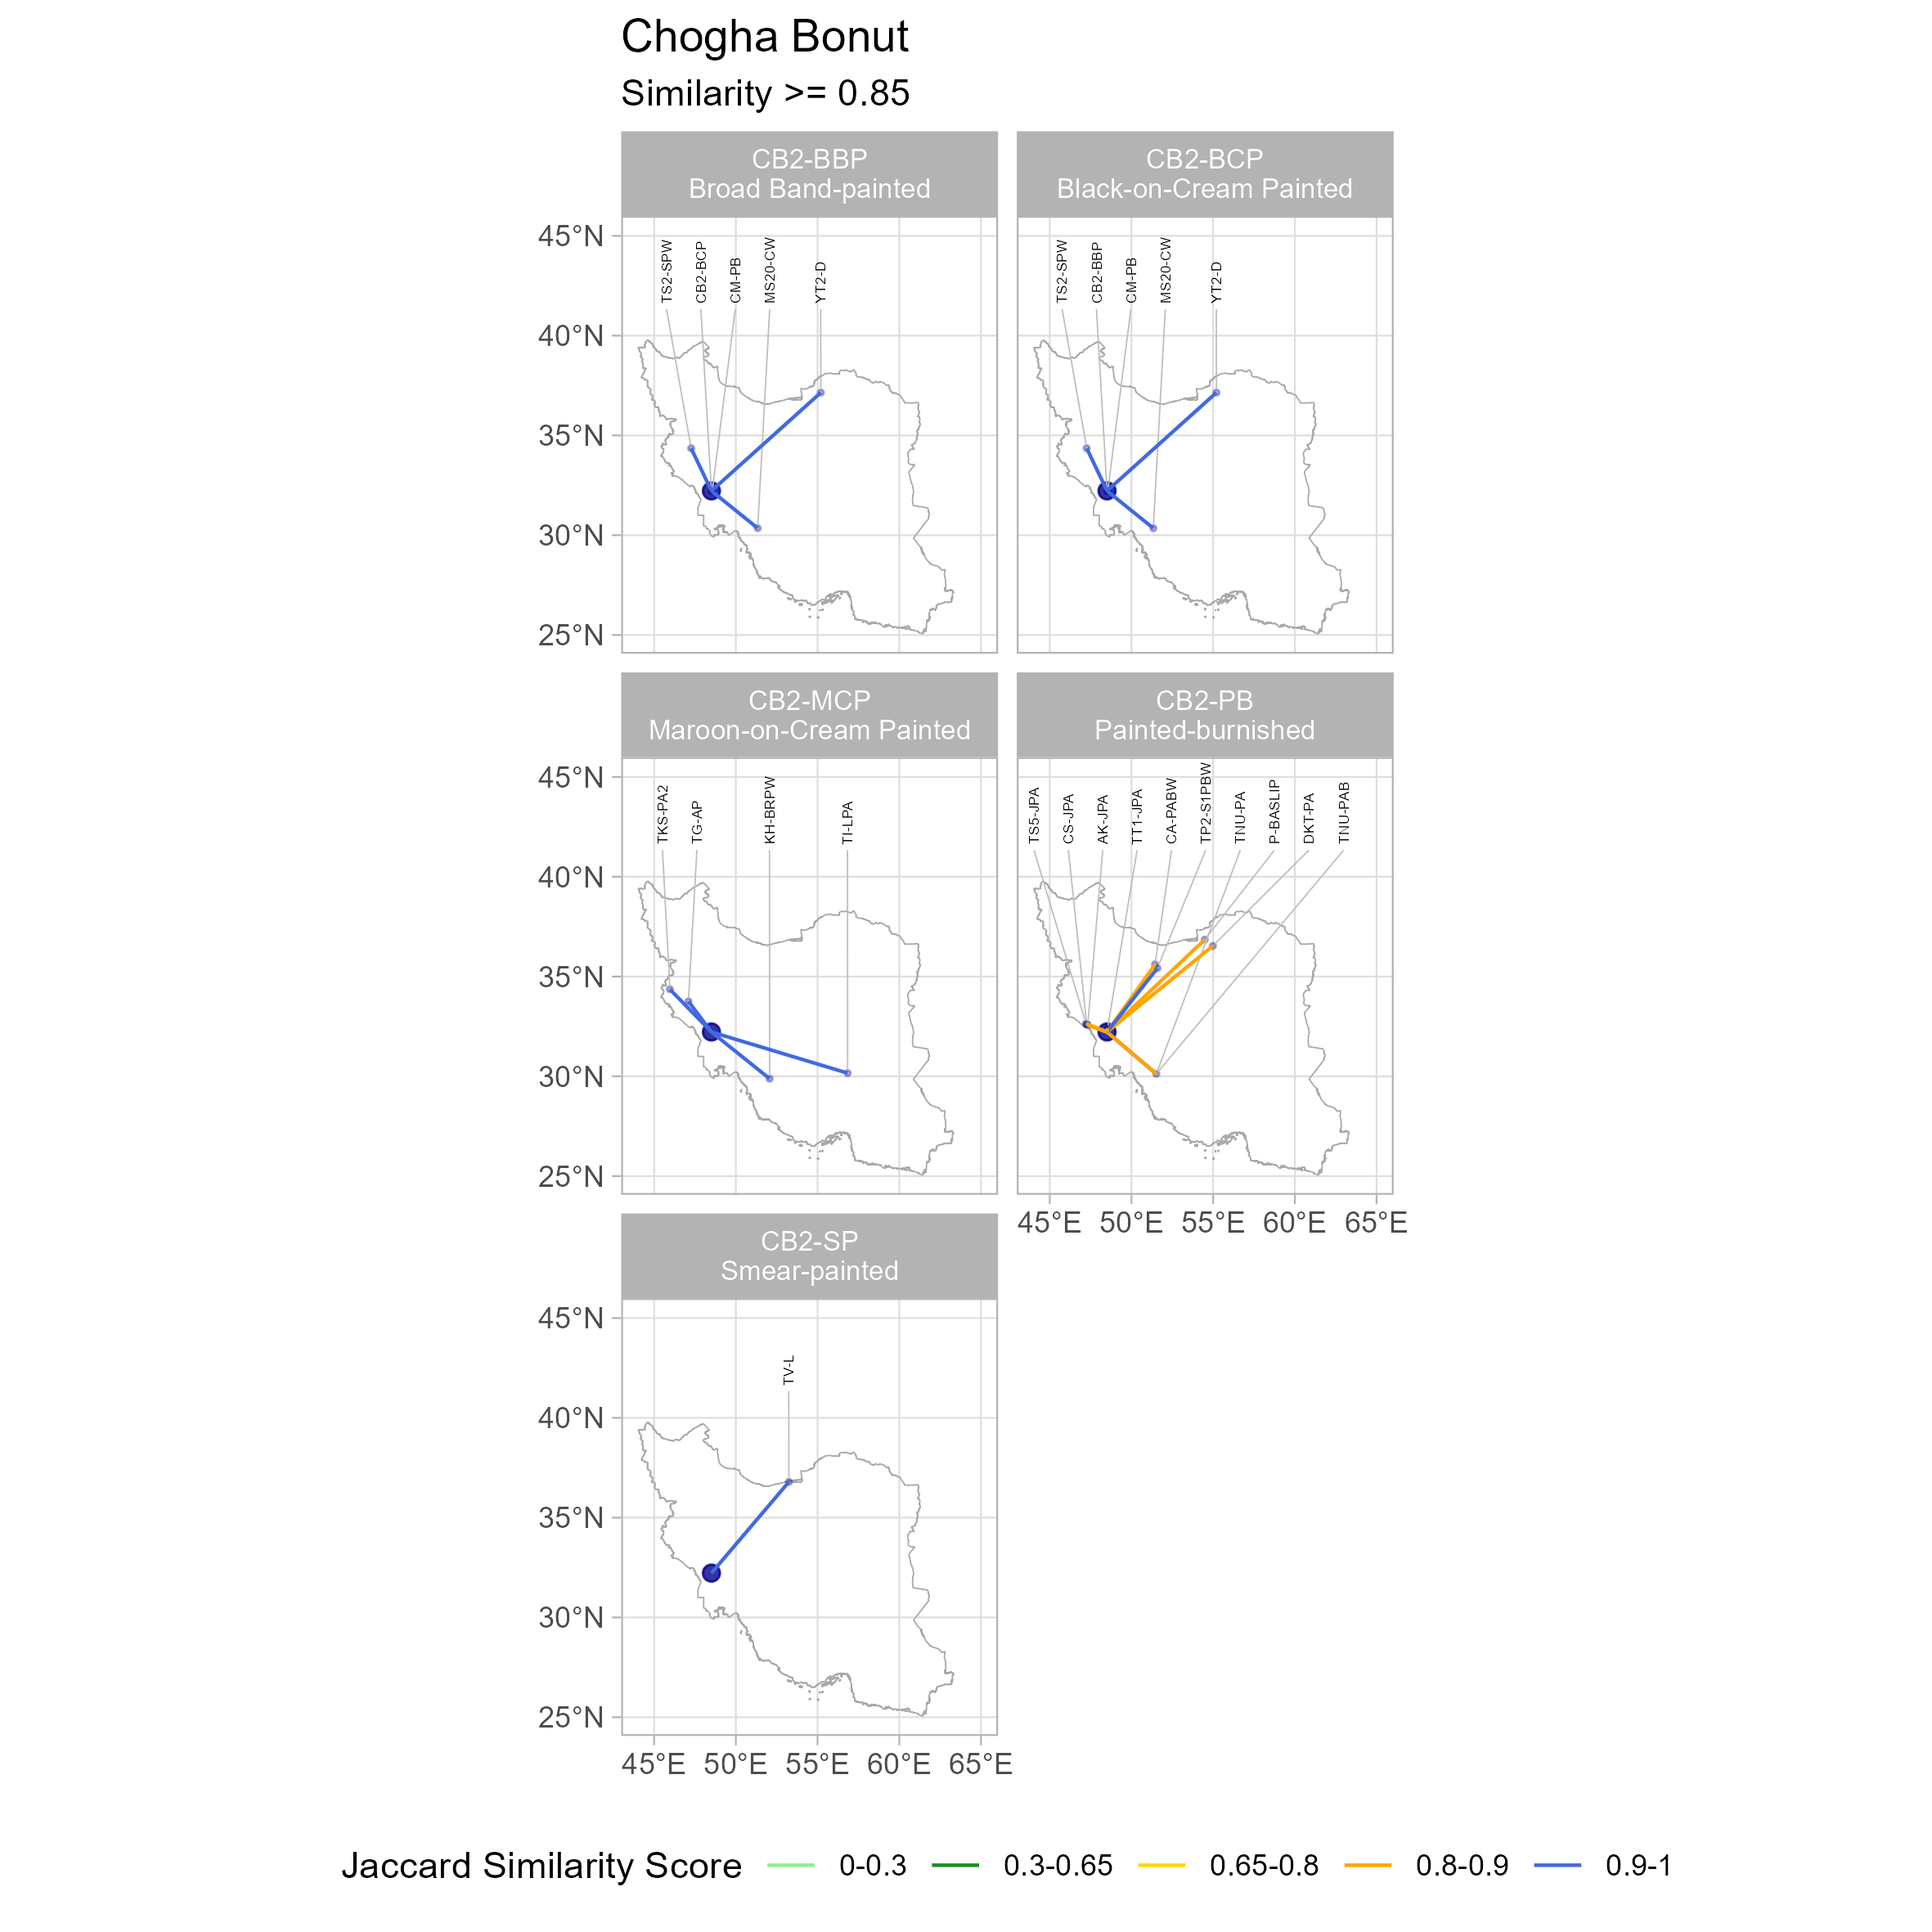 Chogha Bonut
Similarity >= 0.85
CB2-BBP
Broad Band-painted
CB2-BCP
Black-on-Cream Painted
45°N
40°N
35°N
30°N
25°N
TS2-SPW
CB2-BCP
CM-PB
MS20-CW
YT2-D
TS2-SPW
CB2-BBP
CM-PB
MS20-CW
YT2-D
CB2-MCP
Maroon-on-Cream Painted
CB2-PB
Painted-burnished
45°N
40°N
35°N
30°N
25°N
TKS-PA2
TG-AP
KH-BRPW
TI-LPA
TS5-JPA
CS-JPA
AK-JPA
TT1-JPA
CA-PABW
TP2-S1PBW
TNU-PA
P-BASLIP
DKT-PA
TNU-PAB
45°E 50°E 55°E 60°E 65°E
CB2-SP
Smear-painted
45°N
40°N
35°N
30°N
25°N
TV-L
45°E 50°E 55°E 60°E 65°E
Jaccard Similarity Score 0-0.3 0.3-0.65 0.65-0.8 0.8-0.9 0.9-1